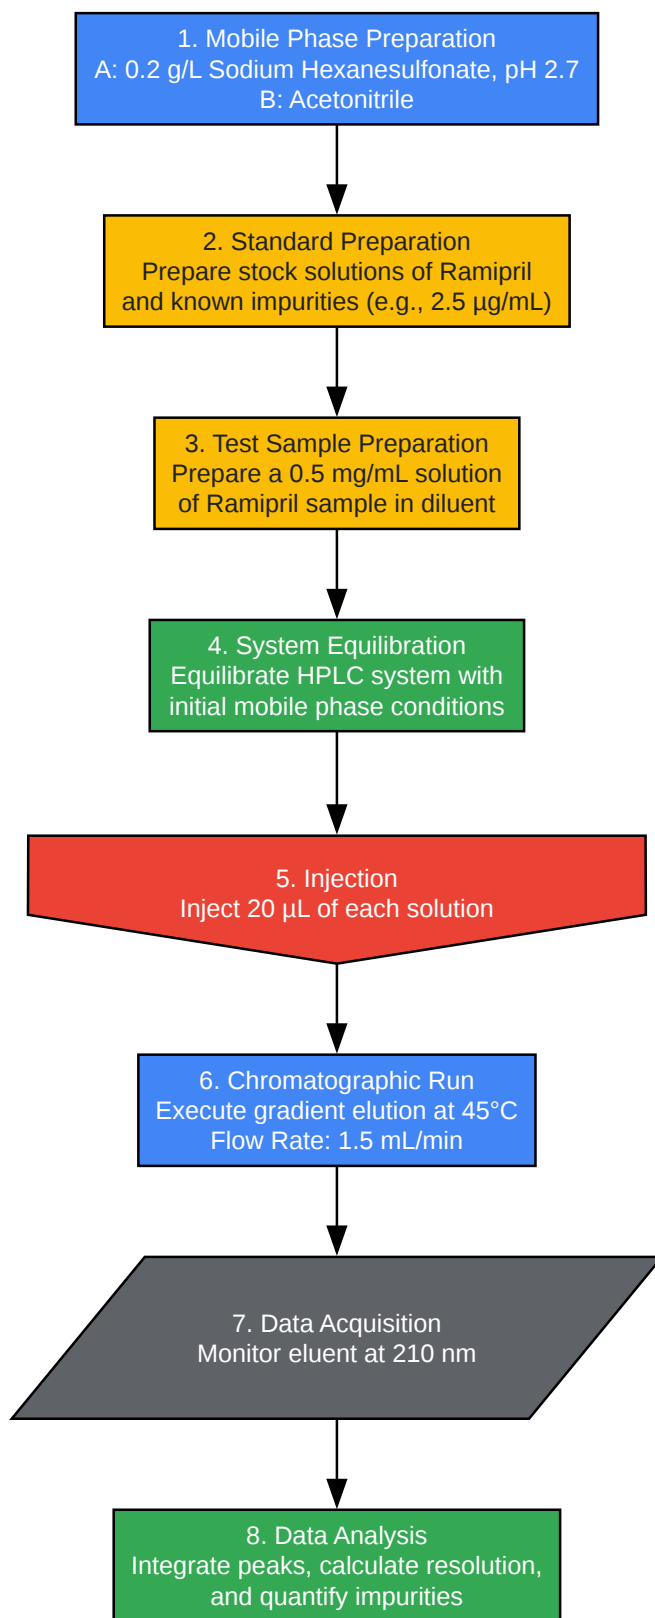 1. Mobile Phase Preparation
A: 0.2 g/L Sodium Hexanesulfonate, pH 2.7
B: Acetonitrile
2. Standard Preparation
Prepare stock solutions of Ramipril
and known impurities (e.g., 2.5 µg/mL)
3. Test Sample Preparation
Prepare a 0.5 mg/mL solution
of Ramipril sample in diluent
4. System Equilibration
Equilibrate HPLC system with
initial mobile phase conditions
5. Injection
Inject 20 µL of each solution
6. Chromatographic Run
Execute gradient elution at 45°C
Flow Rate: 1.5 mL/min
7. Data Acquisition
Monitor eluent at 210 nm
8. Data Analysis
Integrate peaks, calculate resolution,
and quantify impurities